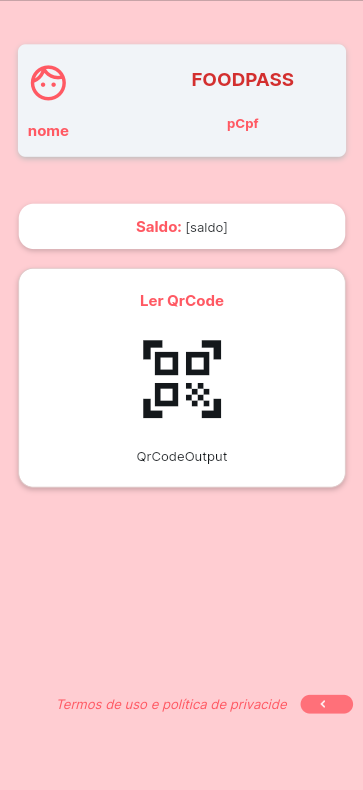 FOODPASS
nome
pCpf
Saldo: [saldo]
Ler QrCode
QrCodeOutput
Termos de uso e política de privacide